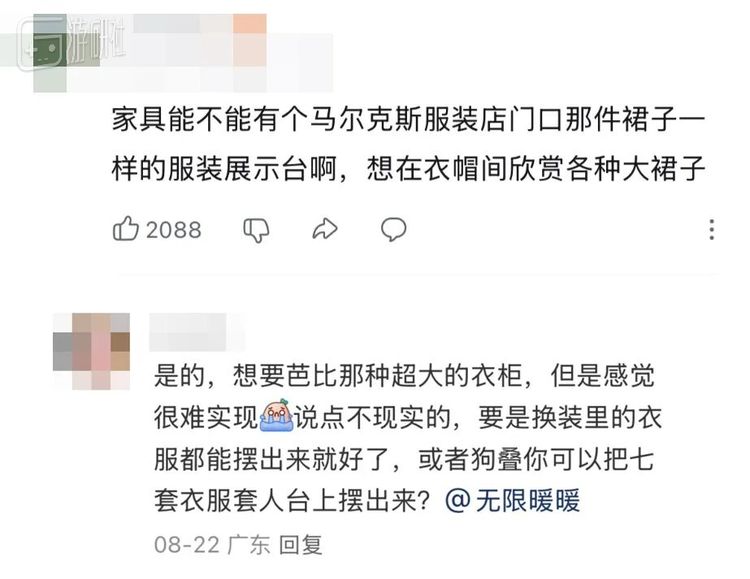 游研社
家具能不能有个马尔克斯服装店门口那件裙子一
样的服装展示台啊，想在衣帽间欣赏各种大裙子
2088
是的，想要芭比那种超大的衣柜，但是感觉
很难实现说点不现实的，要是换装里的衣
服都能摆出来就好了，或者狗叠你可以把七
套衣服套人台上摆出来？@无限暖暖
08-22 广东 回复